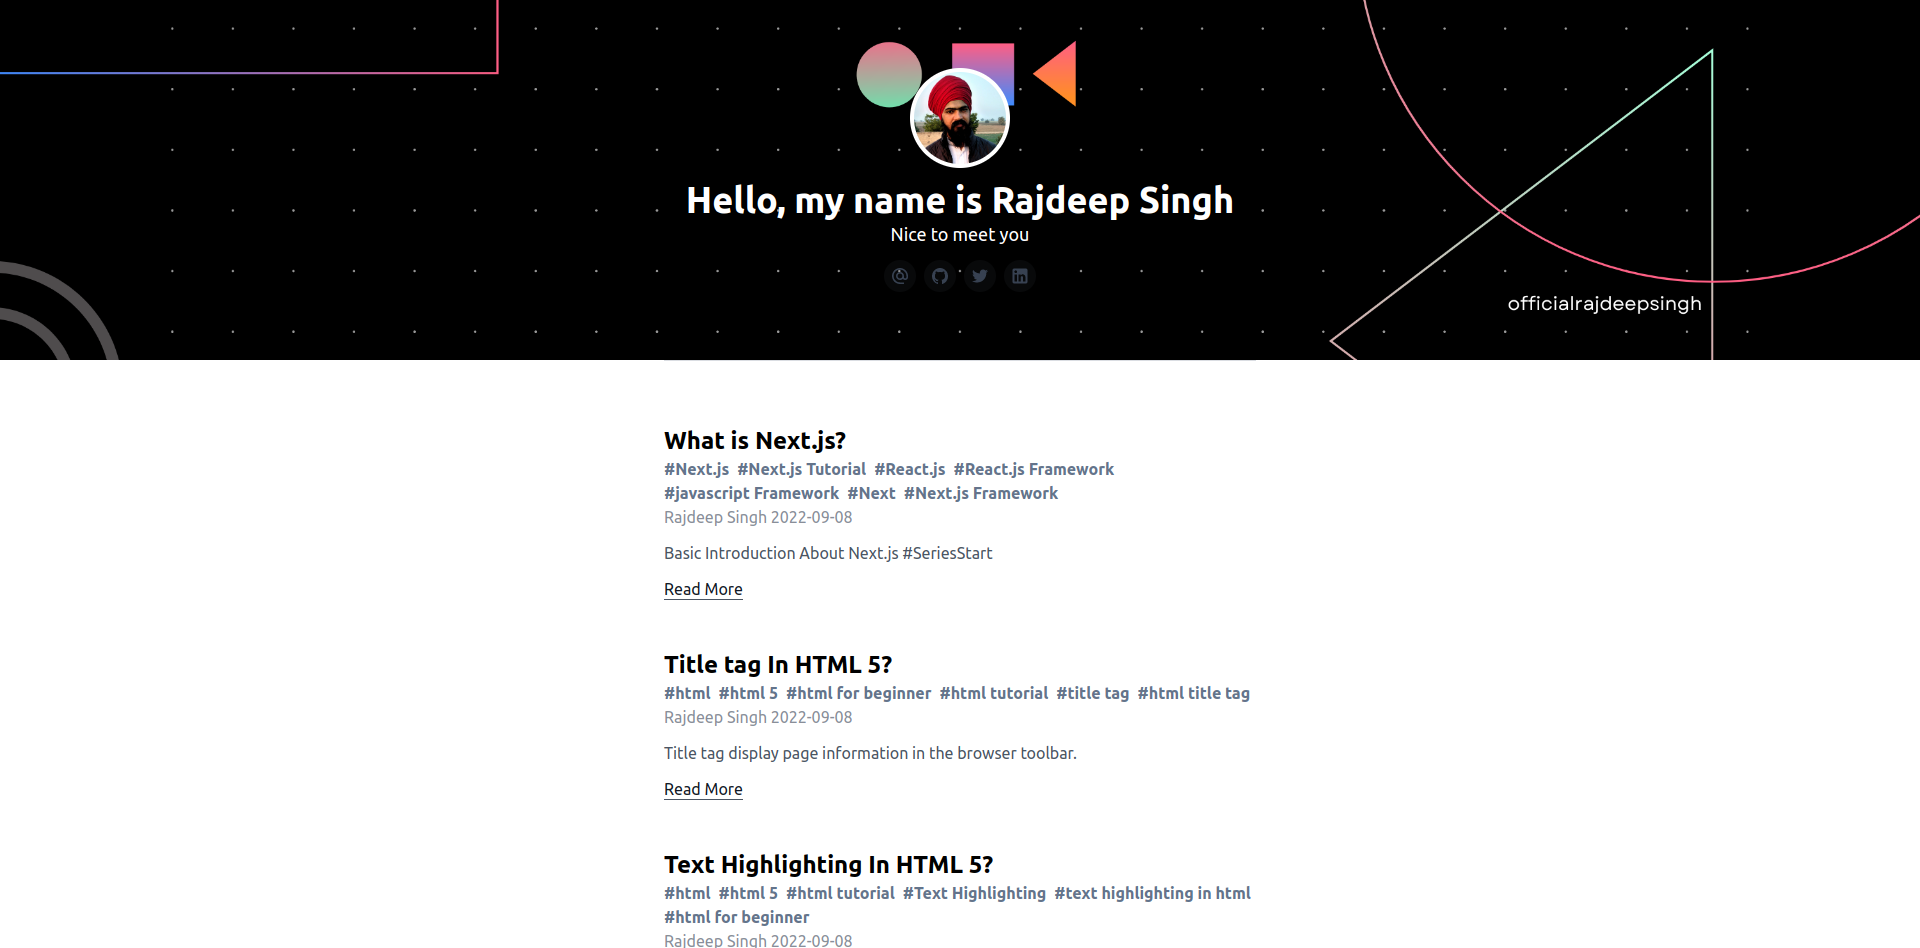 Hello, my name is Rajdeep Singh
Nice to meet you
officialrajdeepsingh
What is Next.js?
#Next.js #Next.js Tutorial #React.js #React.js Framework
#javascript Framework #Next #Next.js Framework
Rajdeep Singh 2022-09-08
Basic Introduction About Next.js #SeriesStart
Read More
Title tag In HTML 5?
#html #html 5 #html for beginner #html tutorial #title tag #html title tag
Rajdeep Singh 2022-09-08
Title tag display page information in the browser toolbar.
Read More
Text Highlighting In HTML 5?
#html #html 5 #html tutorial #Text Highlighting #text highlighting in html
#html for beginner
Rajdeep Singh 2022-09-08